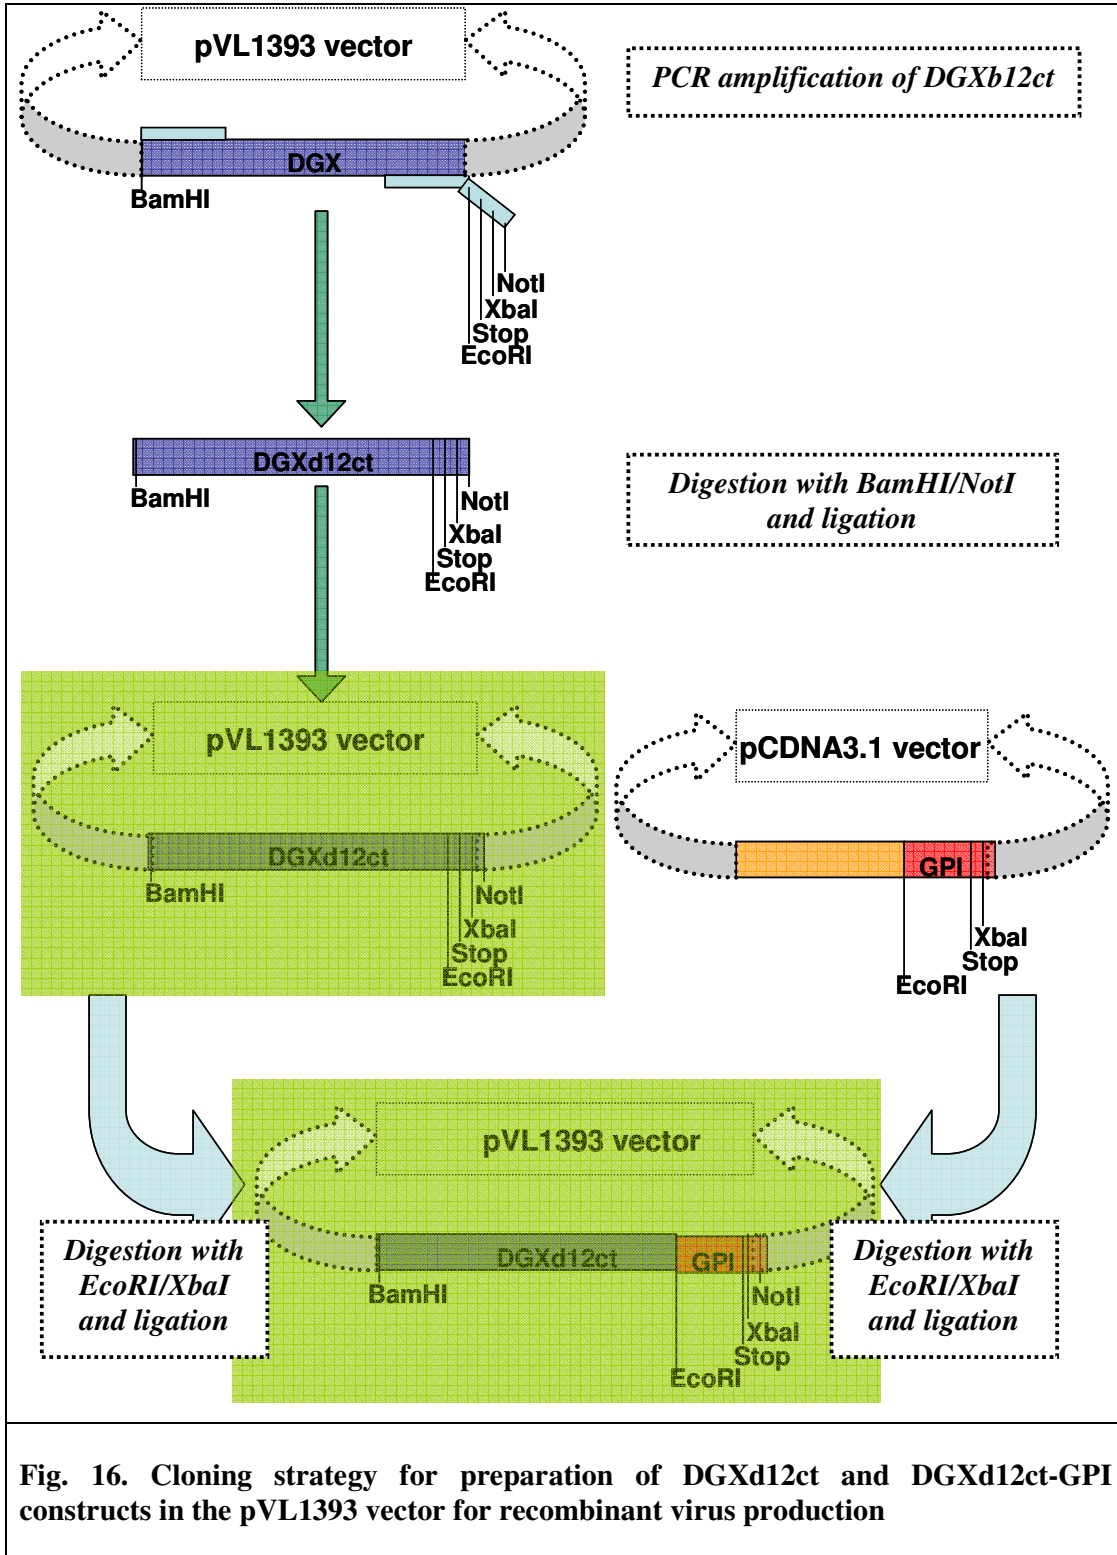 pVL1393 vector
PCR amplification of DGXb12ct
DGX
BamHI
NotI
XbaI
Stop
EcoRI
DGXd12ct
BamHI
NotI
XbaI
Stop
EcoRI
Digestion with BamHI/NotI
and ligation
pVL1393 vector
DGXd12ct
BamHI
NotI
XbaI
Stop
EcoRI
pCDNA3.1 vector
GPI
XbaI
Stop
EcoRI
pVL1393 vector
DGXd12ct
GPI
BamHI
NotI
XbaI
Stop
EcoRI
Digestion with
EcoRI/XbaI
and ligation
Digestion with
EcoRI/XbaI
and ligation
Fig. 16. Cloning strategy for preparation of DGXd12ct and DGXd12ct-GPI
constructs in the pVL1393 vector for recombinant virus production